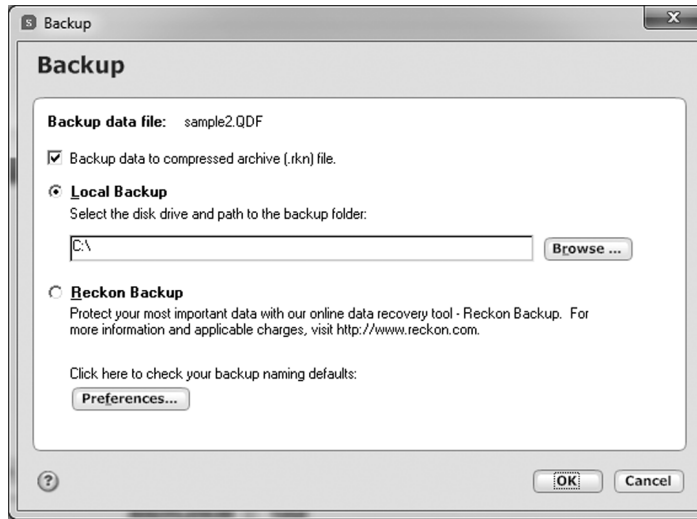 S Backup
Backup
Backup data file: sample2.QDF
Backup data to compressed archive (.rkn) file.
Local Backup
Select the disk drive and path to the backup folder:
C:\
Browse ...
Reckon Backup
Protect your most important data with our online data recovery tool - Reckon Backup. For
more information and applicable charges, visit http://www.reckon.com.
Click here to check your backup naming defaults:
Preferences...
?
OK Cancel